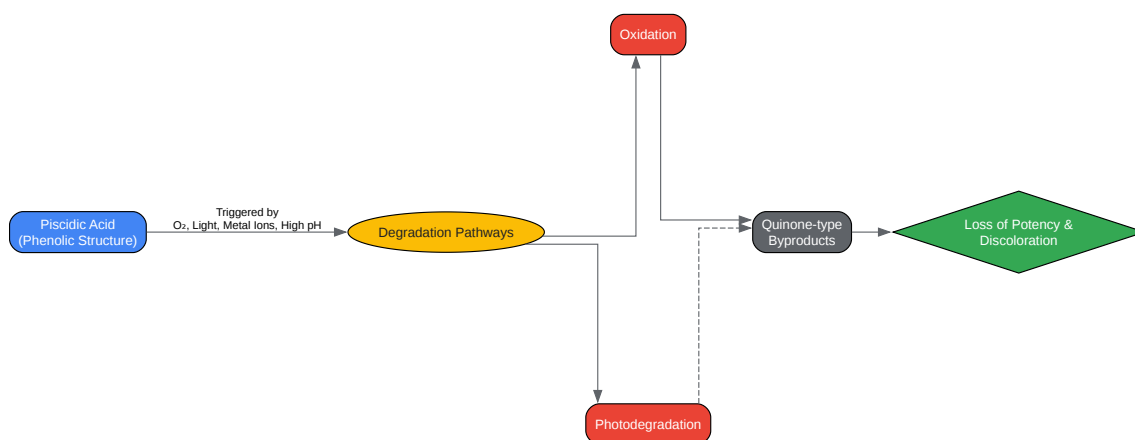 Oxidation
Piscidic Acid
(Phenolic Structure)
Triggered by
O₂, Light, Metal Ions, High pH
Degradation Pathways
Quinone-type
Byproducts
Loss of Potency &
Discoloration
Photodegradation